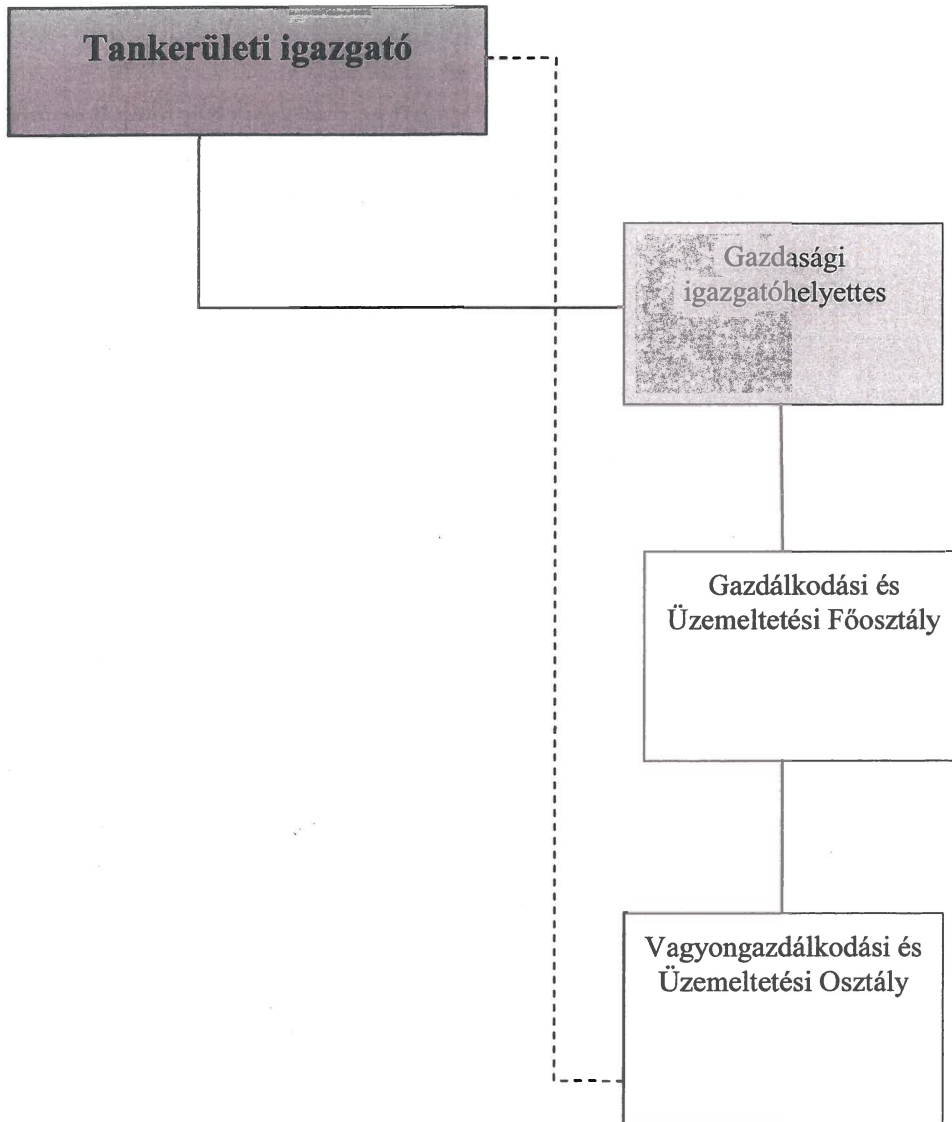 Tankerületi igazgató
Gazdasági
igazgatóhelyettes
Gazdálkodási és
Üzemeltetési Főosztály
Vagyongazdálkodási és
Üzemeltetési Osztály